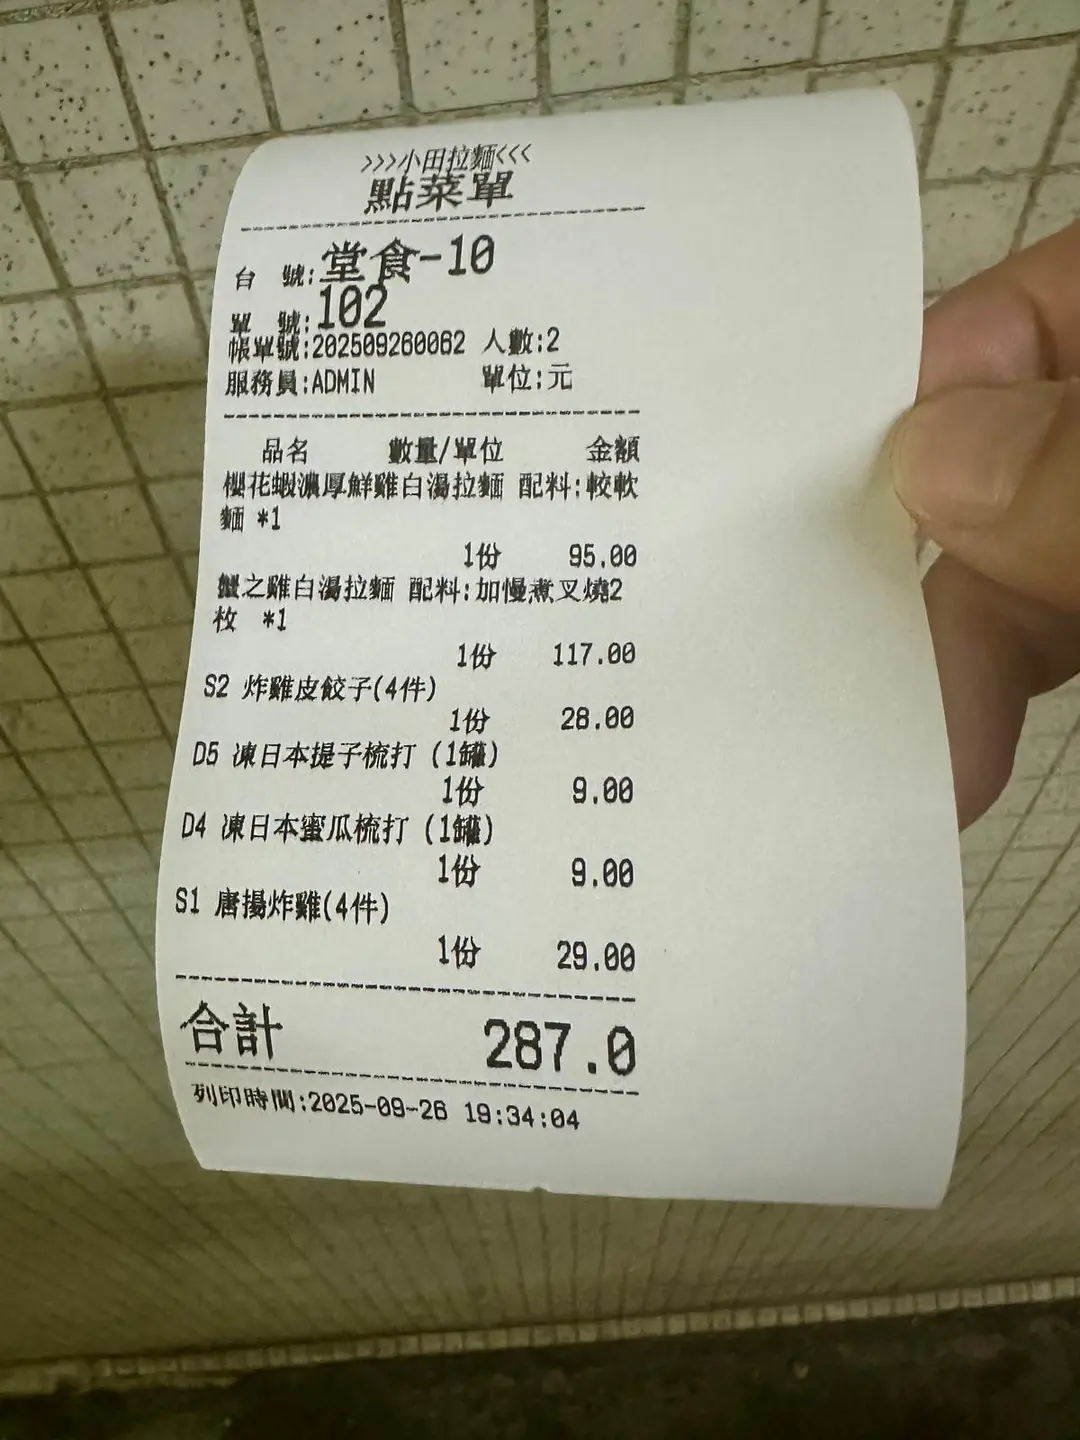 >>>小田拉麵<<<
點菜單
台 號:堂食-10
單 號:102
帳單號:202509260062 人數:2
服務員:ADMIN 單位:元
品名 數量/單位 金額
櫻花蝦濃厚鮮雞白湯拉麵 配料:較軟
麵 *1
1份 95.00
之雞白湯拉麵 配料:加慢煮叉燒2
枚 *1
1份 117.00
S2 炸雞皮餃子(4件)
1份 28.00
D5 凍日本提子梳打 (1罐)
1份 9.00
D4 凍日本蜜瓜梳打 (1罐)
1份 9.00
S1 唐揚炸雞(4件)
1份 29.00
合計 287.0
列印時間:2025-09-26 19:34:04